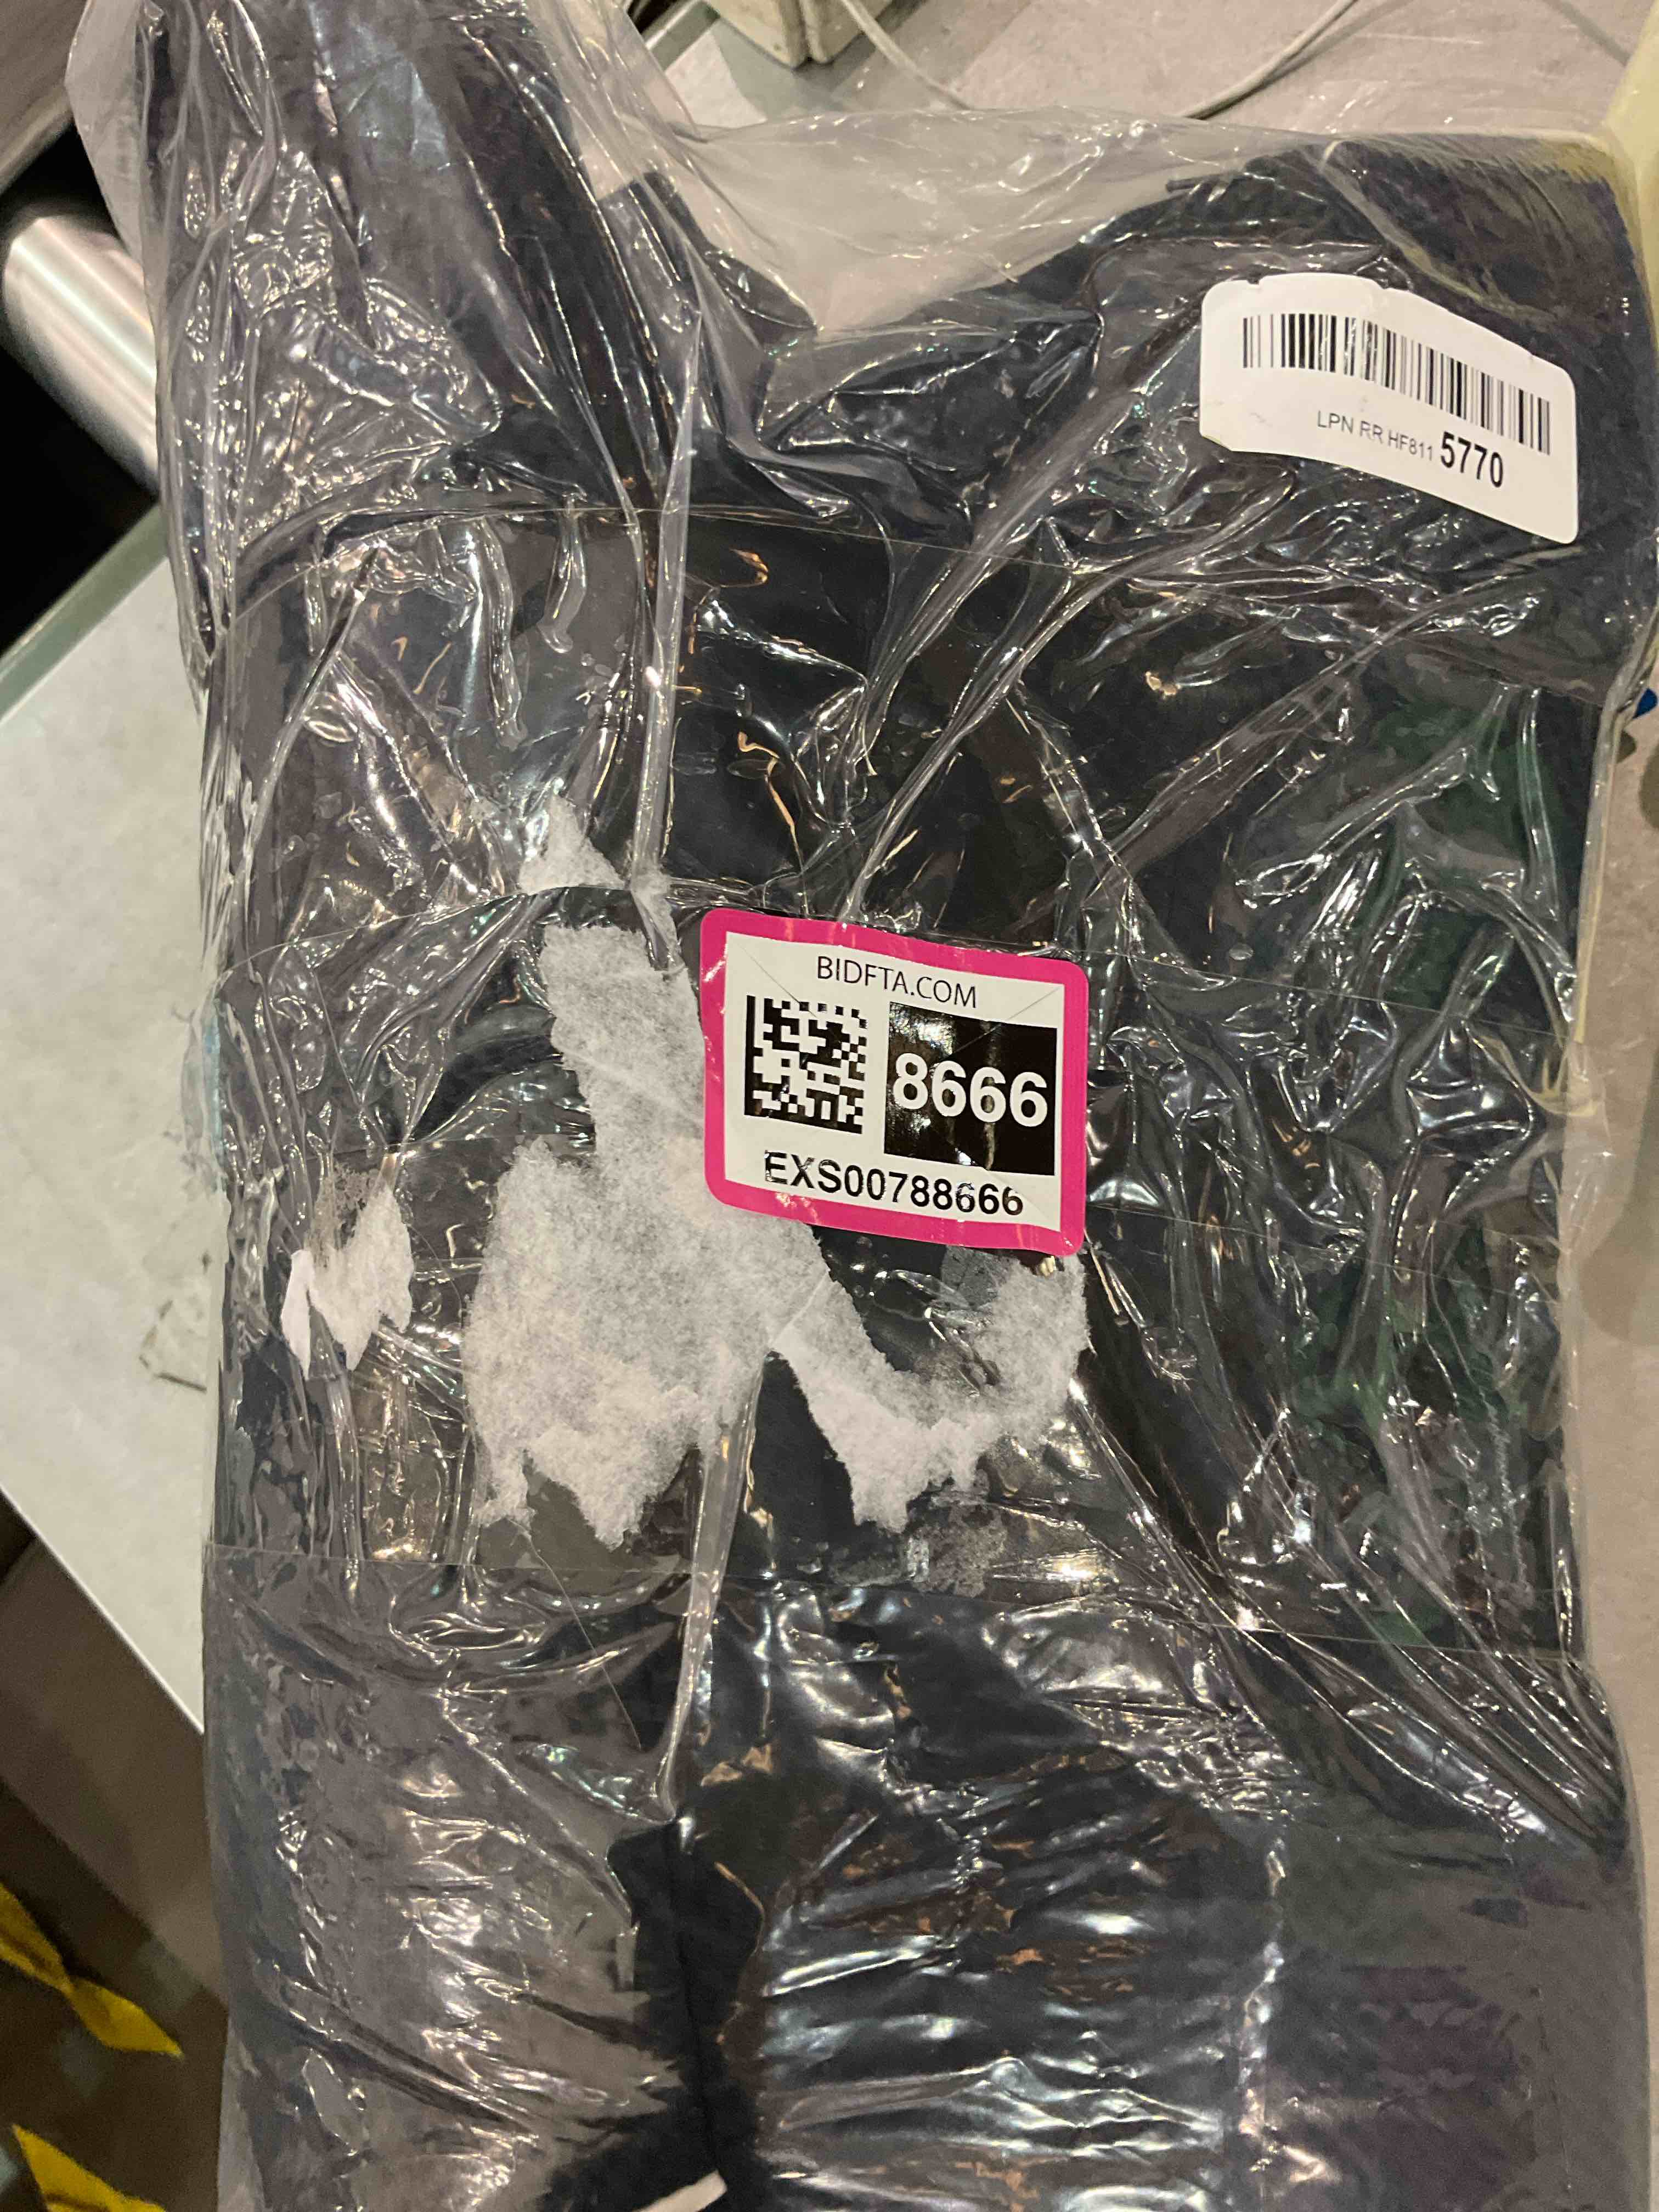 LPN RR HF811 5770
BIDFTA.COM
8666
EXS00788666